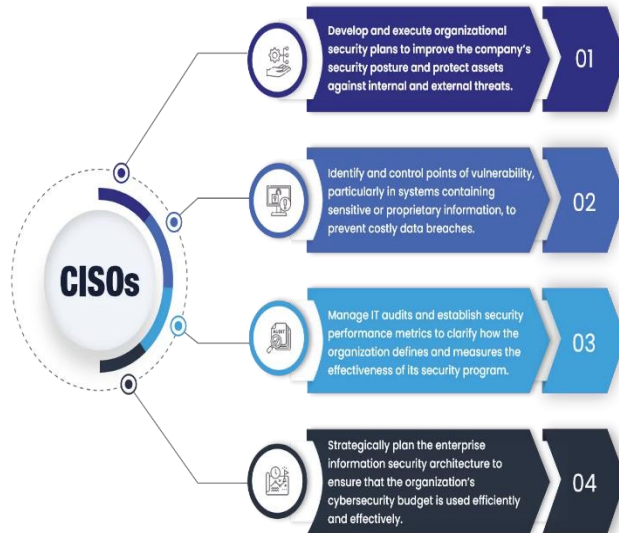 CISOs
Develop and execute organizational
security plans to improve the company's
security posture and protect assets
against internal and external threats.
01
Identify and control points of vulnerability,
particularly in systems containing
sensitive or proprietary information, to
prevent costly data breaches.
02
AUDIT
Manage IT audits and establish security
performance metrics to clarify how the
organization defines and measures the
effectiveness of its security program.
03
Strategically plan the enterprise
information security architecture to
ensure that the organization's
cybersecurity budget is used efficiently
and effectively.
04